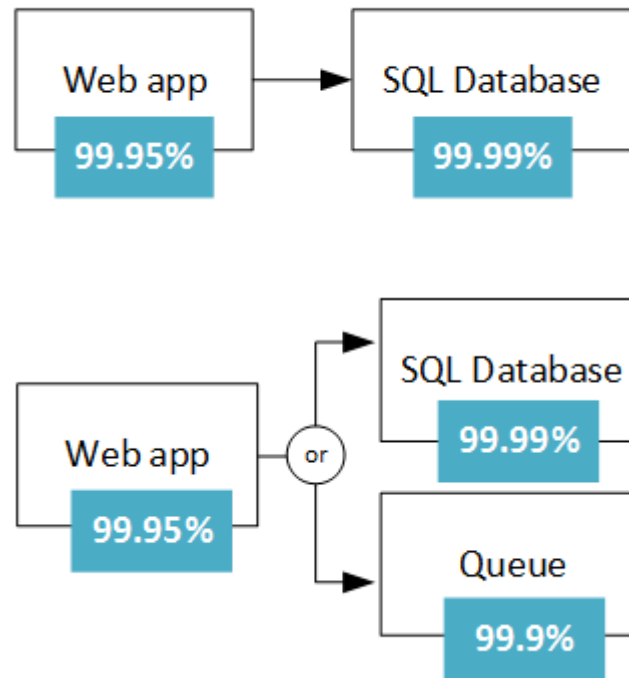 Web app
99.95%
SQL Database
99.99%
SQL Database
99.99%
or
Web app
99.95%
Queue
99.9%